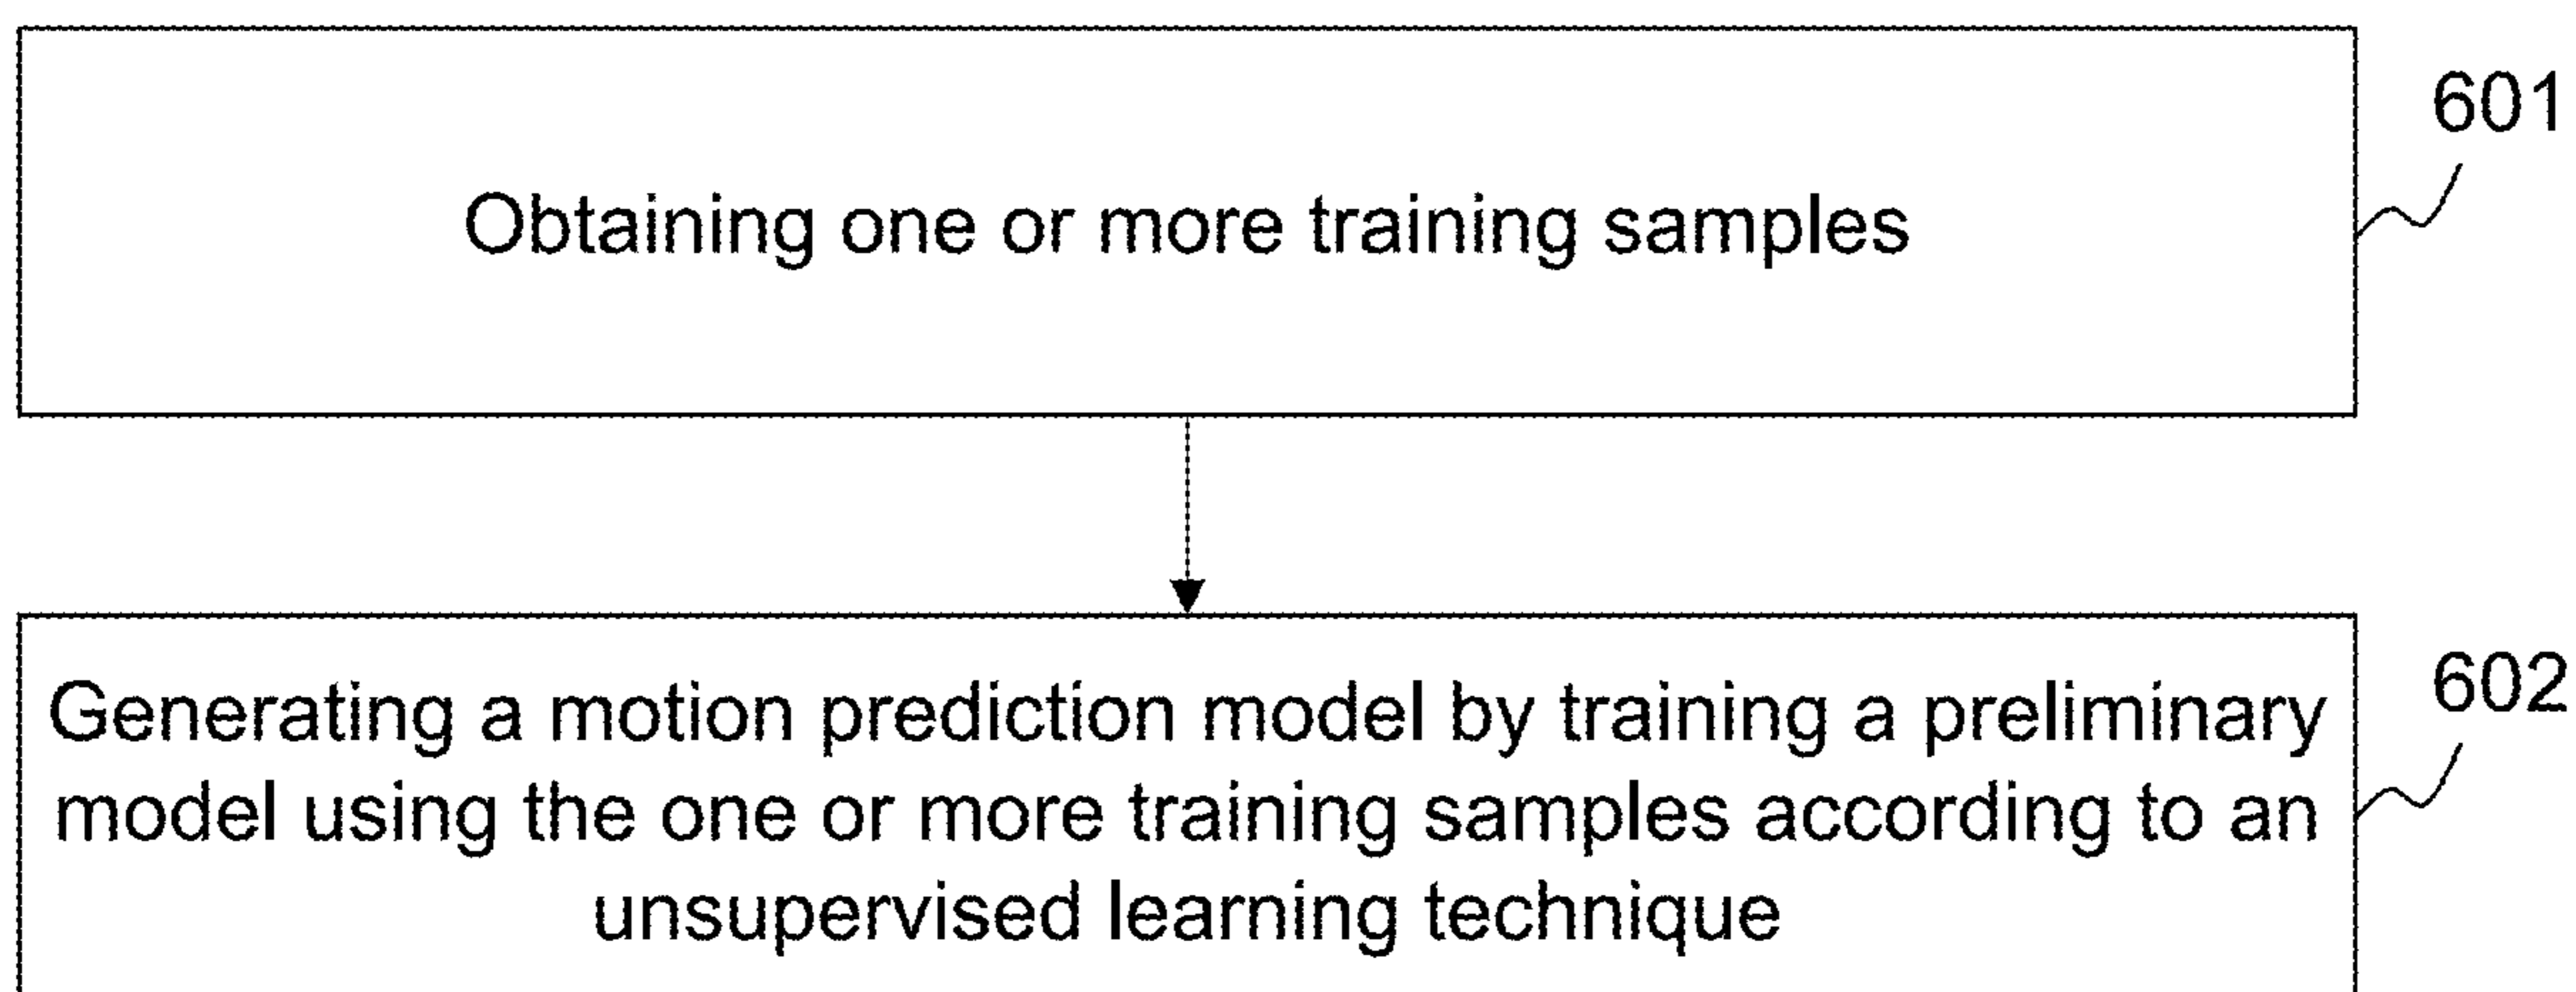 601
Obtaining one or more training samples
602
Generating a motion prediction model by training a preliminary
model using the one or more training samples according to an
unsupervised learning technique